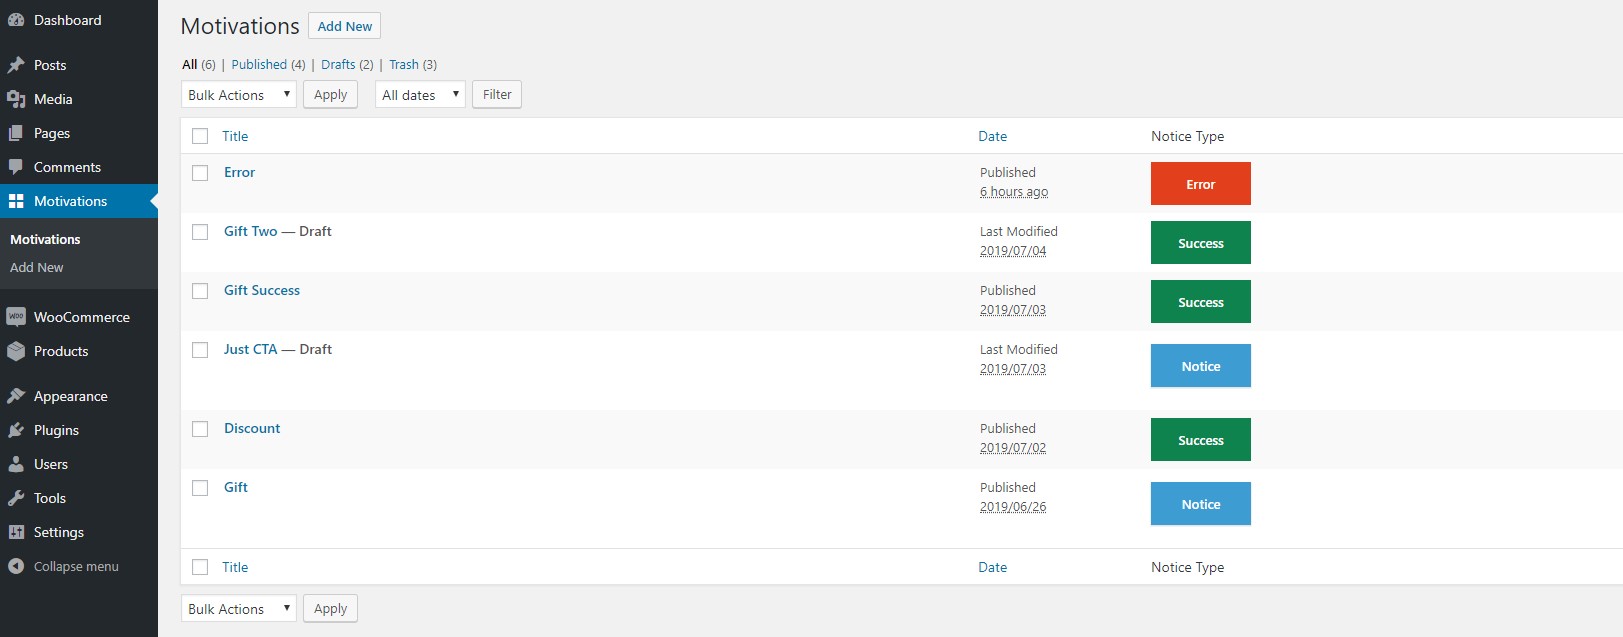 Dashboard
Posts
Media
Pages
Comments
Motivations
Motivations
Add New
WooCommerce
Products
Appearance
Plugins
Users
Tools
Settings
Collapse menu
Motivations Add New
All (6) | Published (4) | Drafts (2) | Trash (3)
Bulk Actions Apply All dates Filter
Title Date Notice Type
Error Published Error
6 hours ago
Gift Two — Draft Last Modified Success
2019/07/04
Gift Success Published Success
2019/07/03
Just CTA — Draft Last Modified Notice
2019/07/03
Discount Published Success
2019/07/02
Gift Published Notice
2019/06/26
Title Date Notice Type
Bulk Actions Apply